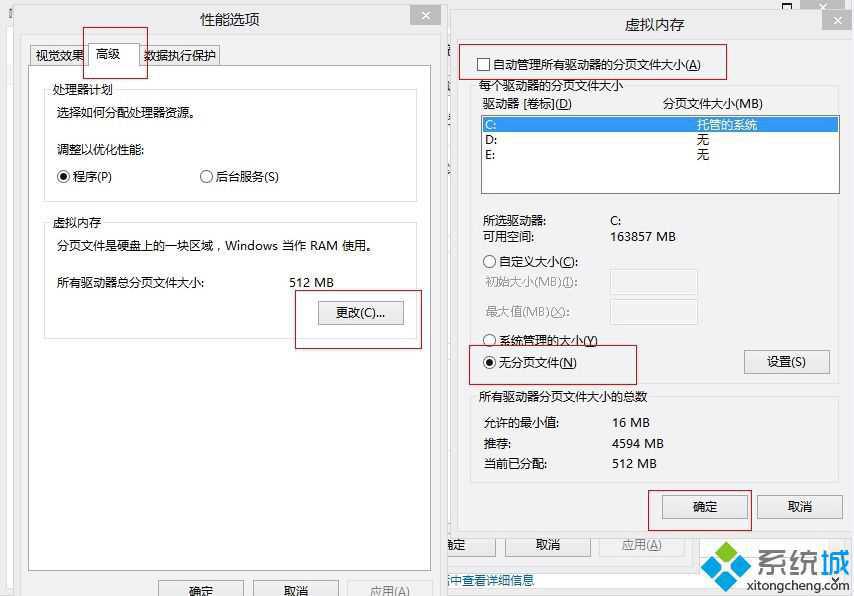 性能选项
视觉效果 高级 数据执行保护
处理器计划
选择如何分配处理器资源。
调整以优化性能:
程序(P) 后台服务(S)
虚拟内存
分页文件是硬盘上的一块区域，Windows 当作 RAM 使用。
所有驱动器总分页文件大小: 512 MB
更改(C)...
确定 取消 应用(A)
虚拟内存
自动管理所有驱动器的分页文件大小(A)
每个驱动器的分页文件大小
驱动器 [卷标](D) 分页文件大小(MB)
C: 托管的系统
D: 无
E: 无
所选驱动器: C:
可用空间: 163857 MB
自定义大小(C):
初始大小(MB)(I):
最大值(MB)(X):
系统管理的大小(Y)
无分页文件(N) 设置(S)
所有驱动器分页文件大小的总数
允许的最小值: 16 MB
推荐: 4594 MB
当前已分配: 512 MB
确定 取消
确定 取消 应用(A)
中查看详细信息
系统城
xitongcheng.com